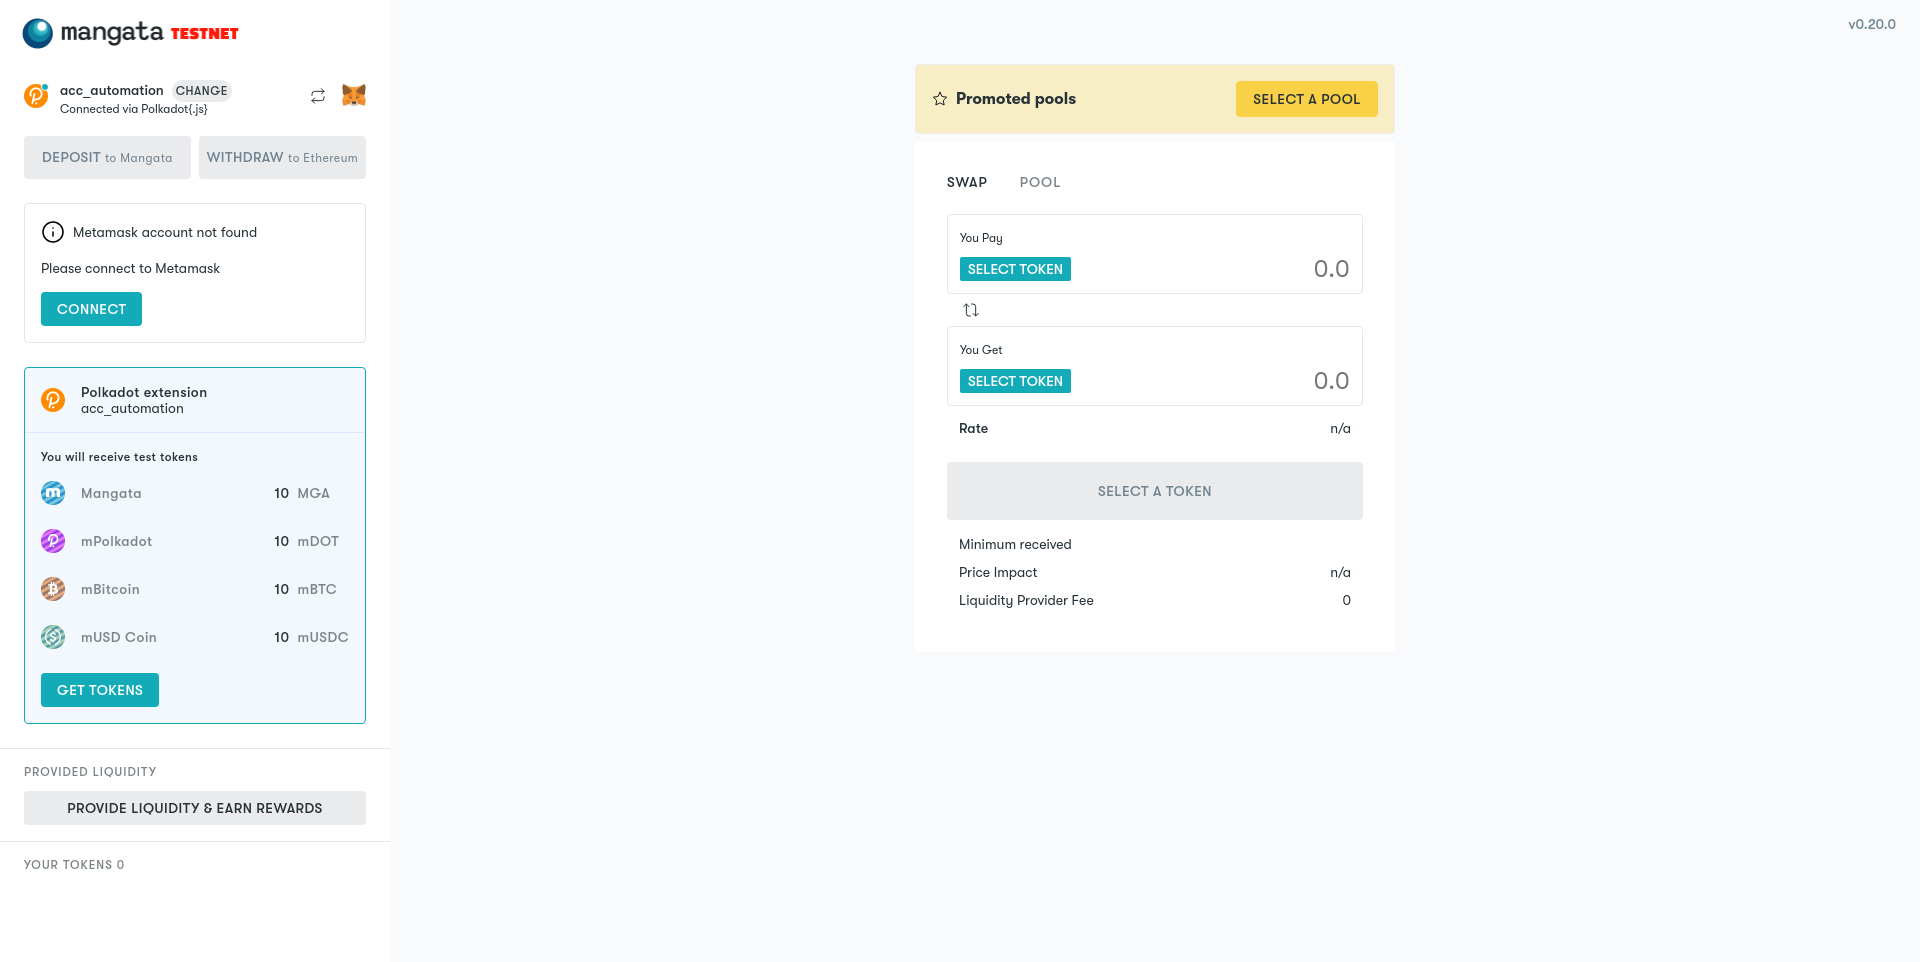 mangata TESTNET
v0.20.0
acc_automation CHANGE
Connected via Polkadot{.js}
DEPOSIT to Mangata
WITHDRAW to Ethereum
Metamask account not found
Please connect to Metamask
CONNECT
Polkadot extension
acc_automation
You will receive test tokens
Mangata 10 MGA
mPolkadot 10 mDOT
mBitcoin 10 mBTC
mUSD Coin 10 mUSDC
GET TOKENS
PROVIDED LIQUIDITY
PROVIDE LIQUIDITY & EARN REWARDS
YOUR TOKENS 0
Promoted pools
SELECT A POOL
SWAP POOL
You Pay
SELECT TOKEN 0.0
You Get
SELECT TOKEN 0.0
Rate n/a
SELECT A TOKEN
Minimum received
Price Impact n/a
Liquidity Provider Fee 0